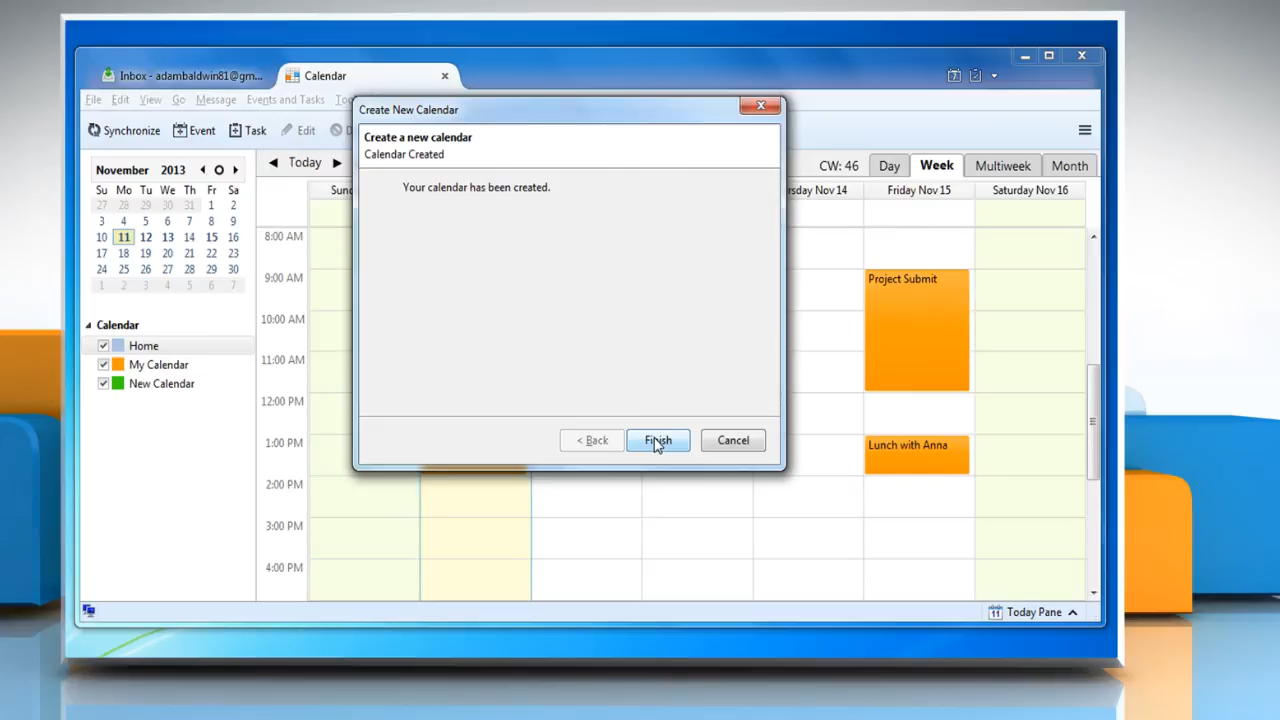 Inbox - adambaldwin81@gm...
Calendar
File Edit View Go Message Events and Tasks
Synchronize Event Task Edit
Create New Calendar
Create a new calendar
Calendar Created
Your calendar has been created.
< Back Finish Cancel
November 2013
Su Mo Tu We Th Fr Sa
27 28 29 30 31 1 2
3 4 5 6 7 8 9
10 11 12 13 14 15 16
17 18 19 20 21 22 23
24 25 26 27 28 29 30
1 2 3 4 5 6 7
Calendar
Home
My Calendar
New Calendar
Today
CW: 46 Day Week Multiweek Month
Friday Nov 15 Saturday Nov 16
8:00 AM
9:00 AM
Project Submit
10:00 AM
11:00 AM
12:00 PM
1:00 PM
Lunch with Anna
2:00 PM
3:00 PM
4:00 PM
11 Today Pane